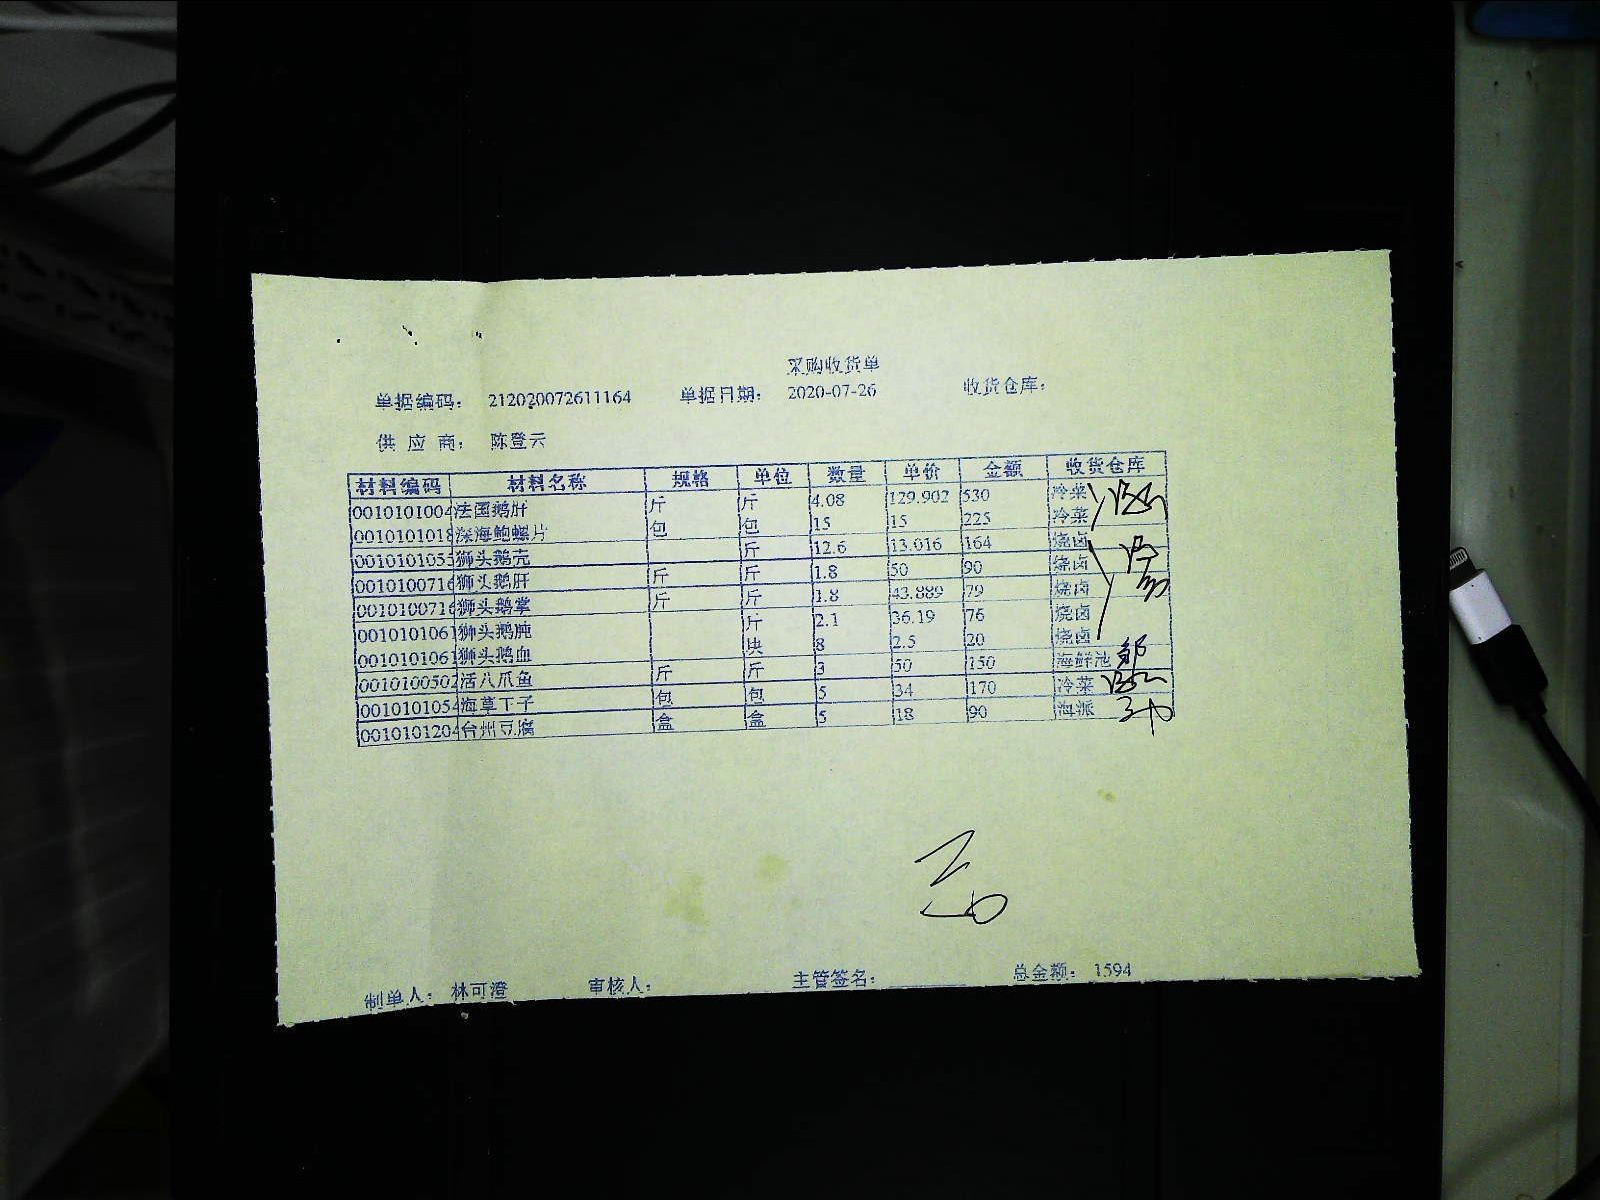 采购收货单
单据编码： 212020072611164 单据日期： 2020-07-26 收货仓库：
供 应 商： 陈登云
材料编码 材料名称 规格 单位 数量 单价 金额 收货仓库
0010101004 法国鹅肝 斤 斤 4.08 129.902 530 冷菜
0010101018 深海鲍螺片 包 包 15 15 225 冷菜
0010101055 狮头鹅壳 斤 12.6 13.016 164 烧卤
0010100716 狮头鹅肝 斤 斤 1.8 50 90 烧卤
0010100716 狮头鹅掌 斤 斤 1.8 43.889 79 烧卤
0010101061 狮头鹅肫 斤 2.1 36.19 76 烧卤
0010101061 狮头鹅血 块 8 2.5 20 烧卤
0010100502 活八爪鱼 斤 斤 3 50 150 海鲜池
0010101054 海草干子 包 包 5 34 170 冷菜
0010101204 台州豆腐 盒 盒 5 18 90 海派
制单人： 林可澄 审核人： 主管签名： 总金额： 1594